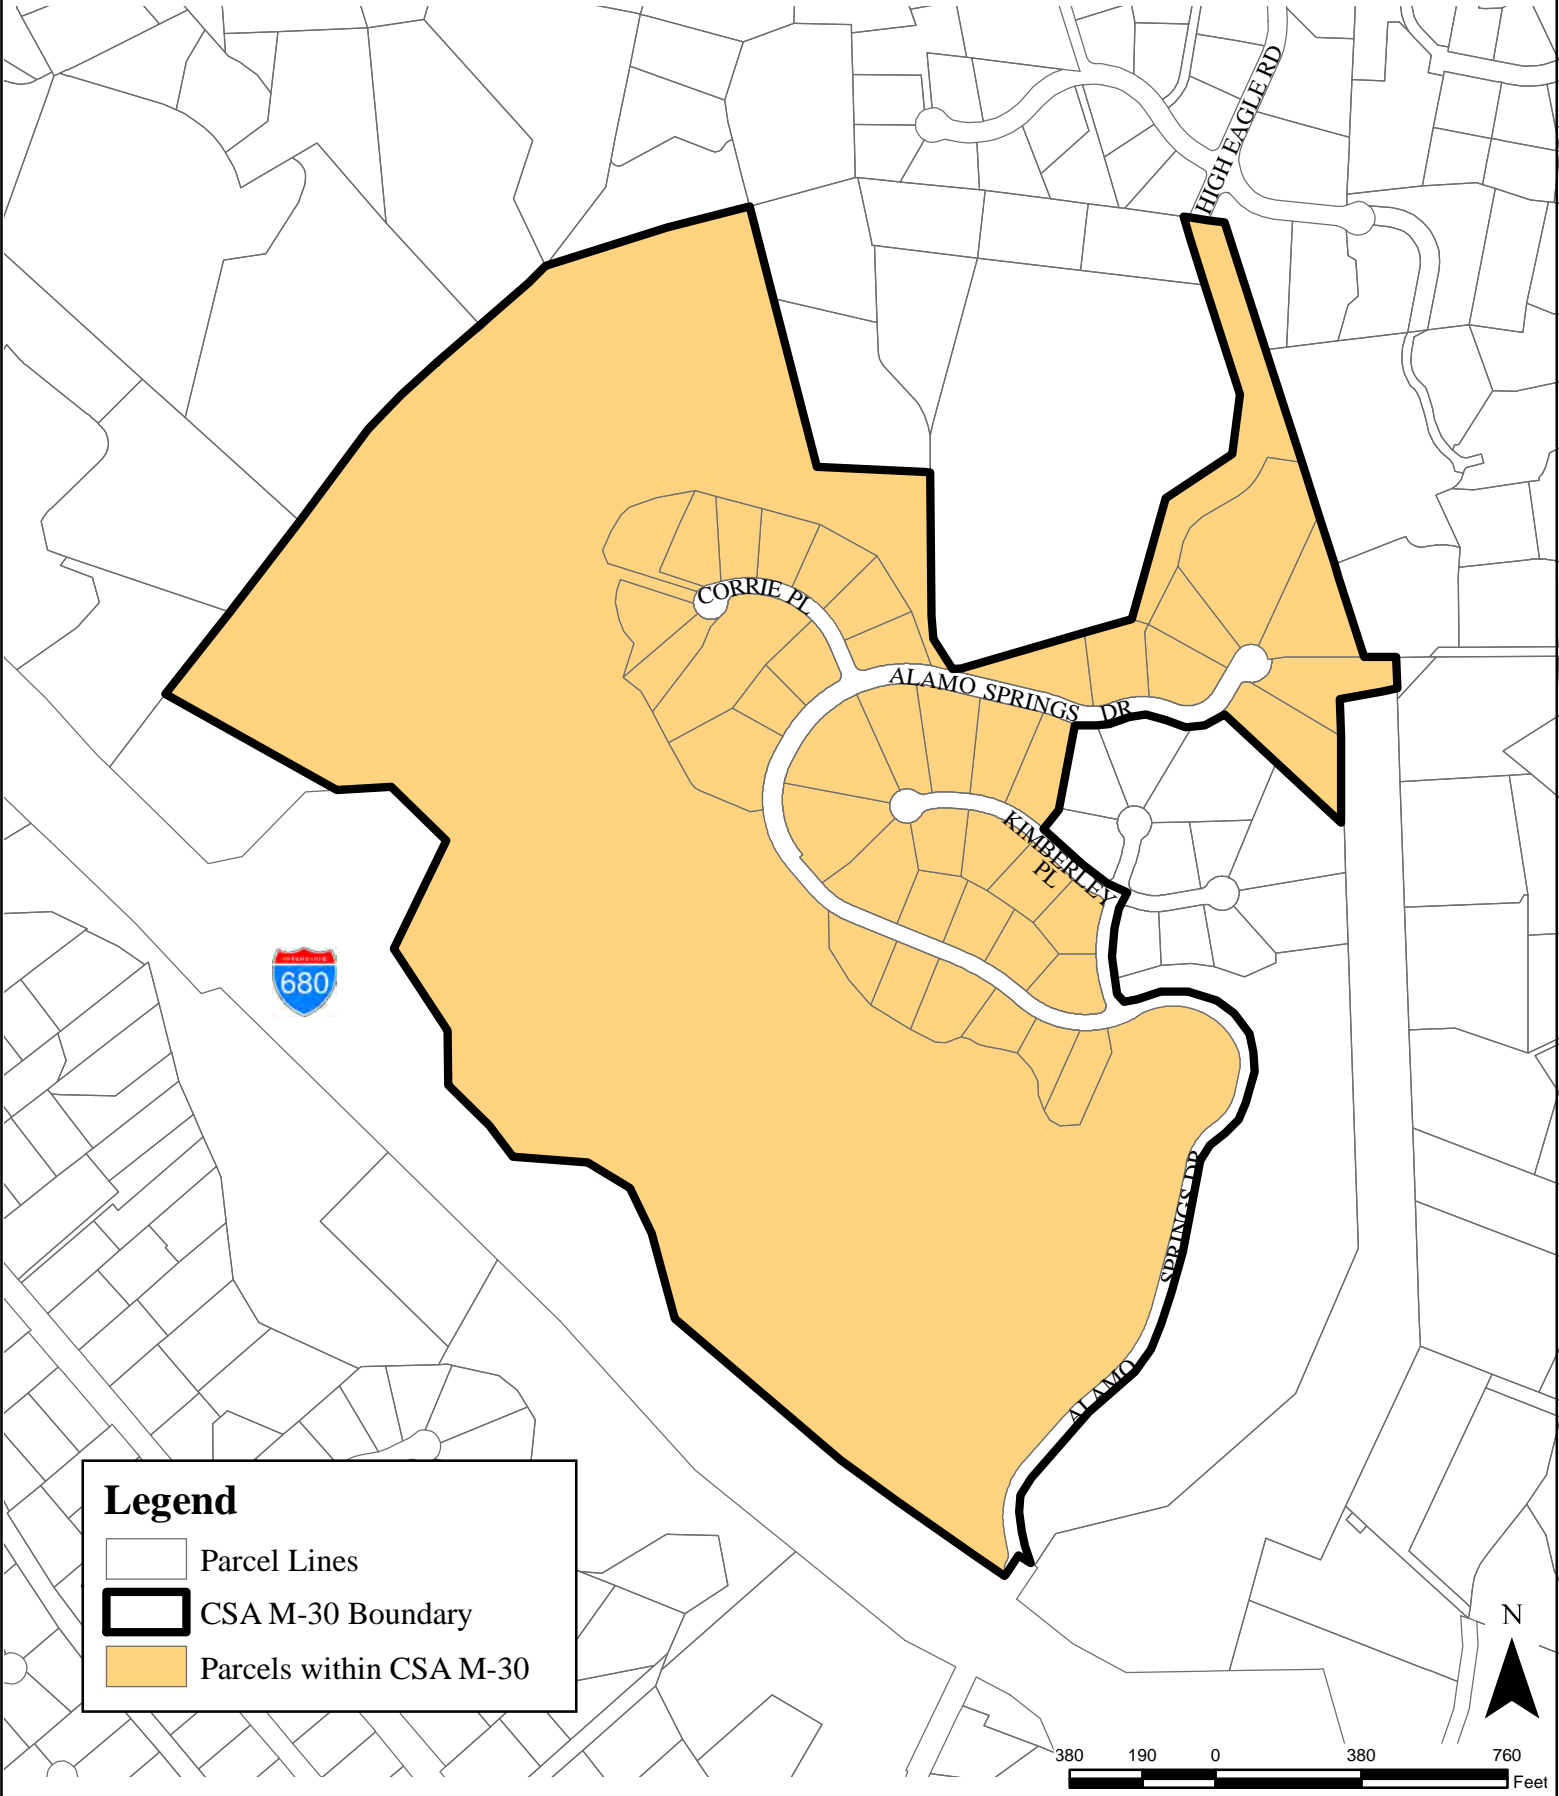 HIGH EAGLE RD
CORRIE PL
ALAMO SPRINGS DR
KIMBERLEY
PL
680
SPRINGS DR
ALAMO
Legend
Parcel Lines
CSA M-30 Boundary
Parcels within CSA M-30
N
380 190 0 380 760
Feet